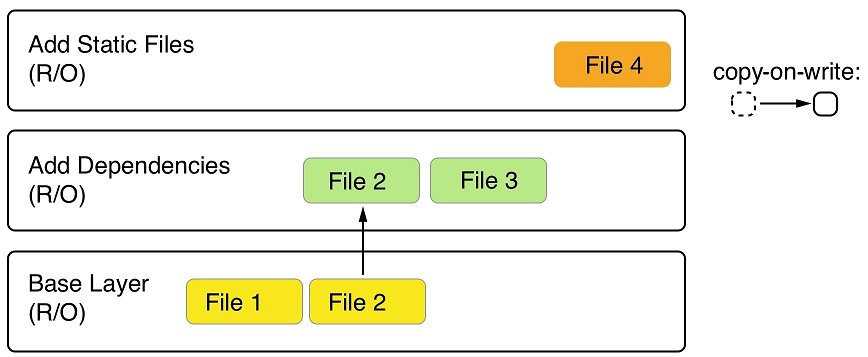 Add Static Files
(R/O)
File 4
copy-on-write:
Add Dependencies
(R/O)
File 2
File 3
Base Layer
(R/O)
File 1
File 2